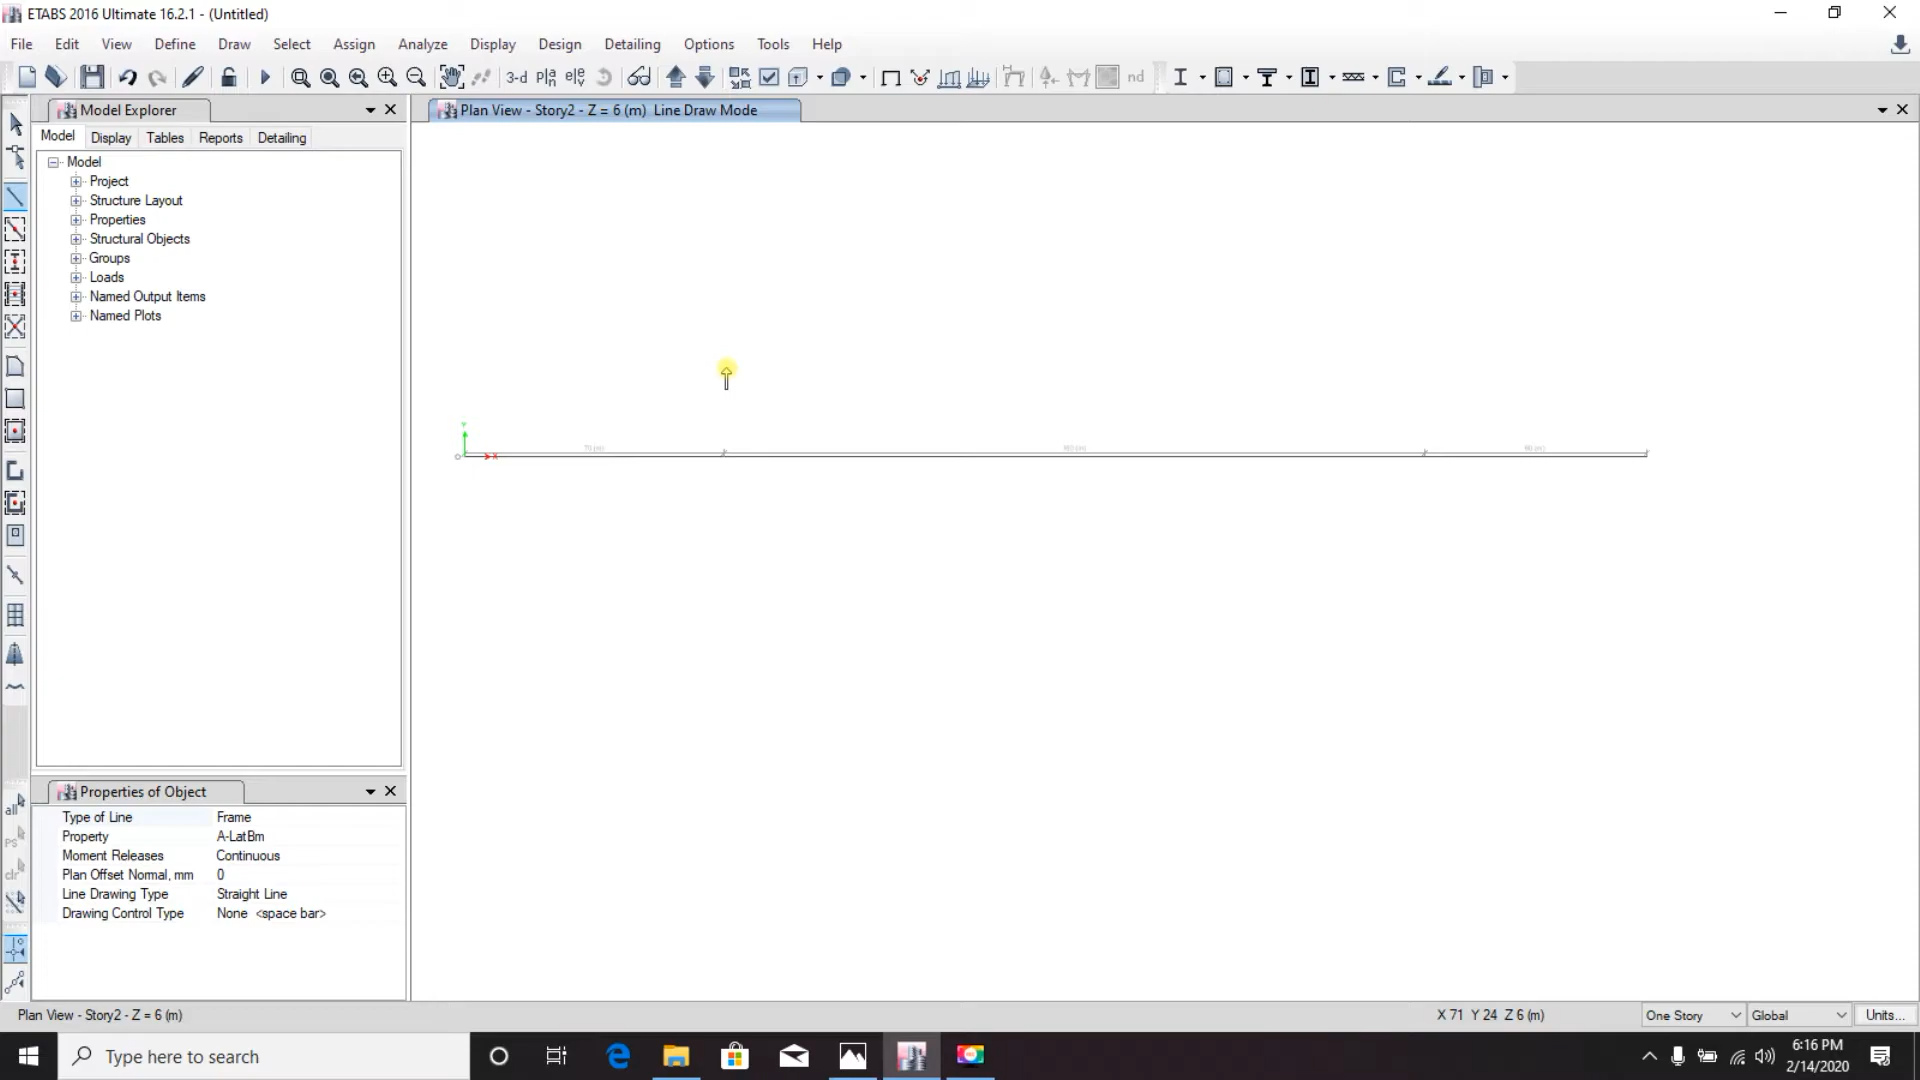 ETABS 2016 Ultimate 16.2.1 - (Untitled)
File Edit View Define Draw Select Assign Analyze Display Design Detailing Options Tools Help
3-d nd
Model Explorer
Plan View - Story2 - Z = 6 (m) Line Draw Mode
Model Display Tables Reports Detailing
Model
Project
Structure Layout
Properties
Structural Objects
Groups
Loads
Named Output Items
Named Plots
Properties of Object
Type of Line Frame
Property A-LatBm
Moment Releases Continuous
Plan Offset Normal, mm 0
Line Drawing Type Straight Line
Drawing Control Type None <space bar>
all
PS
clr
Plan View - Story2 - Z = 6 (m)
X 71 Y 24 Z 6 (m)
One Story
Global
Units...
Type here to search
6:16 PM
2/14/2020